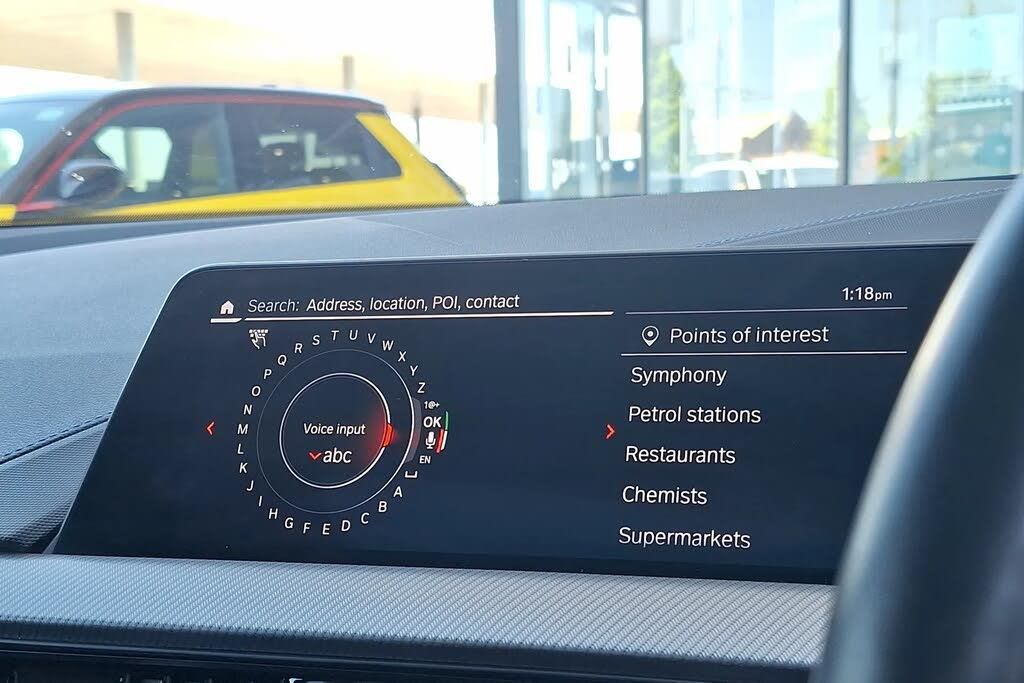 Search: Address, location, POI, contact
1:18pm
Points of interest
Symphony
Petrol stations
Restaurants
Chemists
Supermarkets
Voice input
abc
A B C D E F G H I J K L M N O P Q R S T U V W X Y Z
1@+
OK
EN